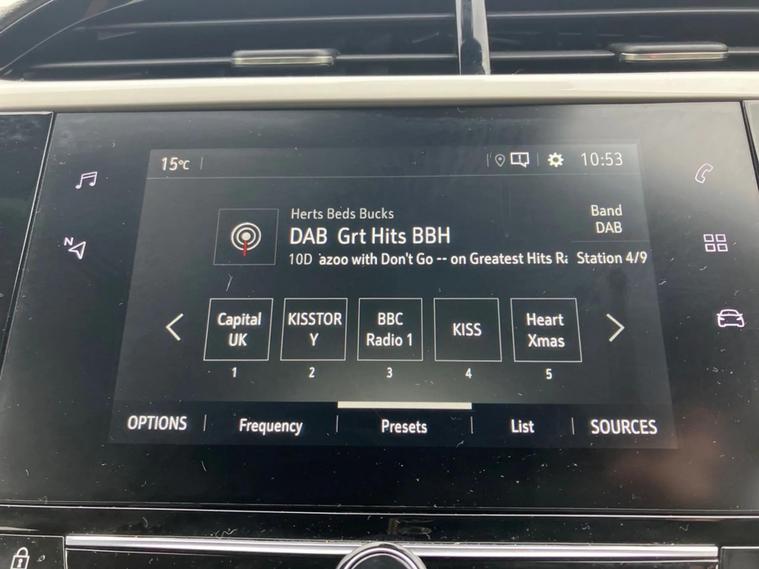 15°C
10:53
Herts Beds Bucks
Band
DAB
DAB Grt Hits BBH
10D azoo with Don't Go -- on Greatest Hits Ra
Station 4/9
N
Capital
UK
KISSTOR
Y
BBC
Radio 1
KISS
Heart
Xmas
1 2 3 4 5
OPTIONS Frequency Presets List SOURCES